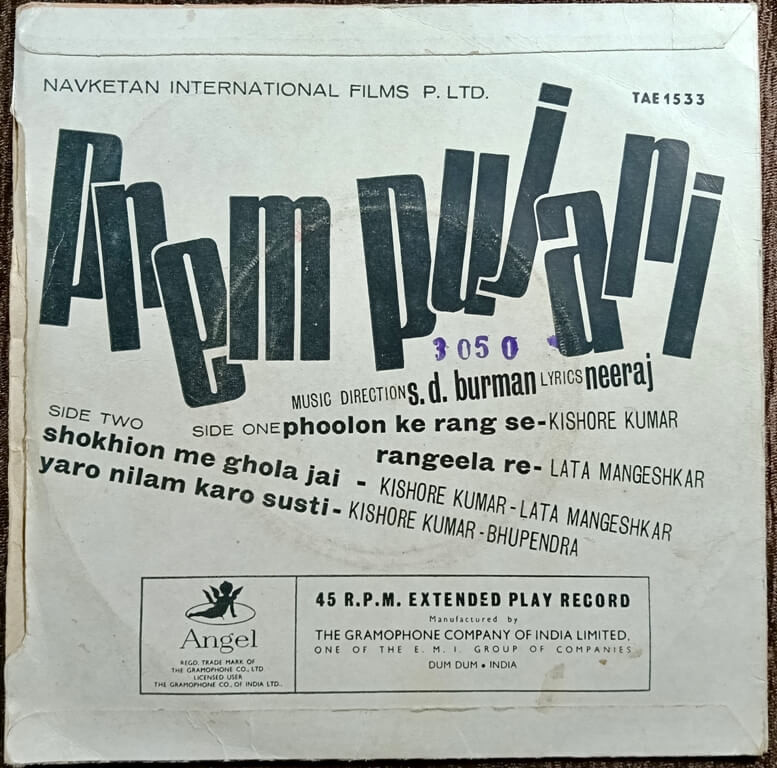 NAVKETAN INTERNATIONAL FILMS P. LTD.
TAE 1533
Prem pujari
3050
MUSIC DIRECTION s. d. burman LYRICS neeraj
SIDE ONE phoolon ke rang se - KISHORE KUMAR
rangeela re - LATA MANGESHKAR
SIDE TWO
shokhion me ghola jai - KISHORE KUMAR - LATA MANGESHKAR
yaro nilam karo susti - KISHORE KUMAR - BHUPENDRA
Angel
REGD. TRADE MARK OF
THE GRAMOPHONE CO., LTD.
LICENSED USER
THE GRAMOPHONE CO., OF INDIA LTD.,
45 R.P.M. EXTENDED PLAY RECORD
Manufactured by
THE GRAMOPHONE COMPANY OF INDIA LIMITED,
ONE OF THE E. M. I. GROUP OF COMPANIES
DUM DUM • INDIA